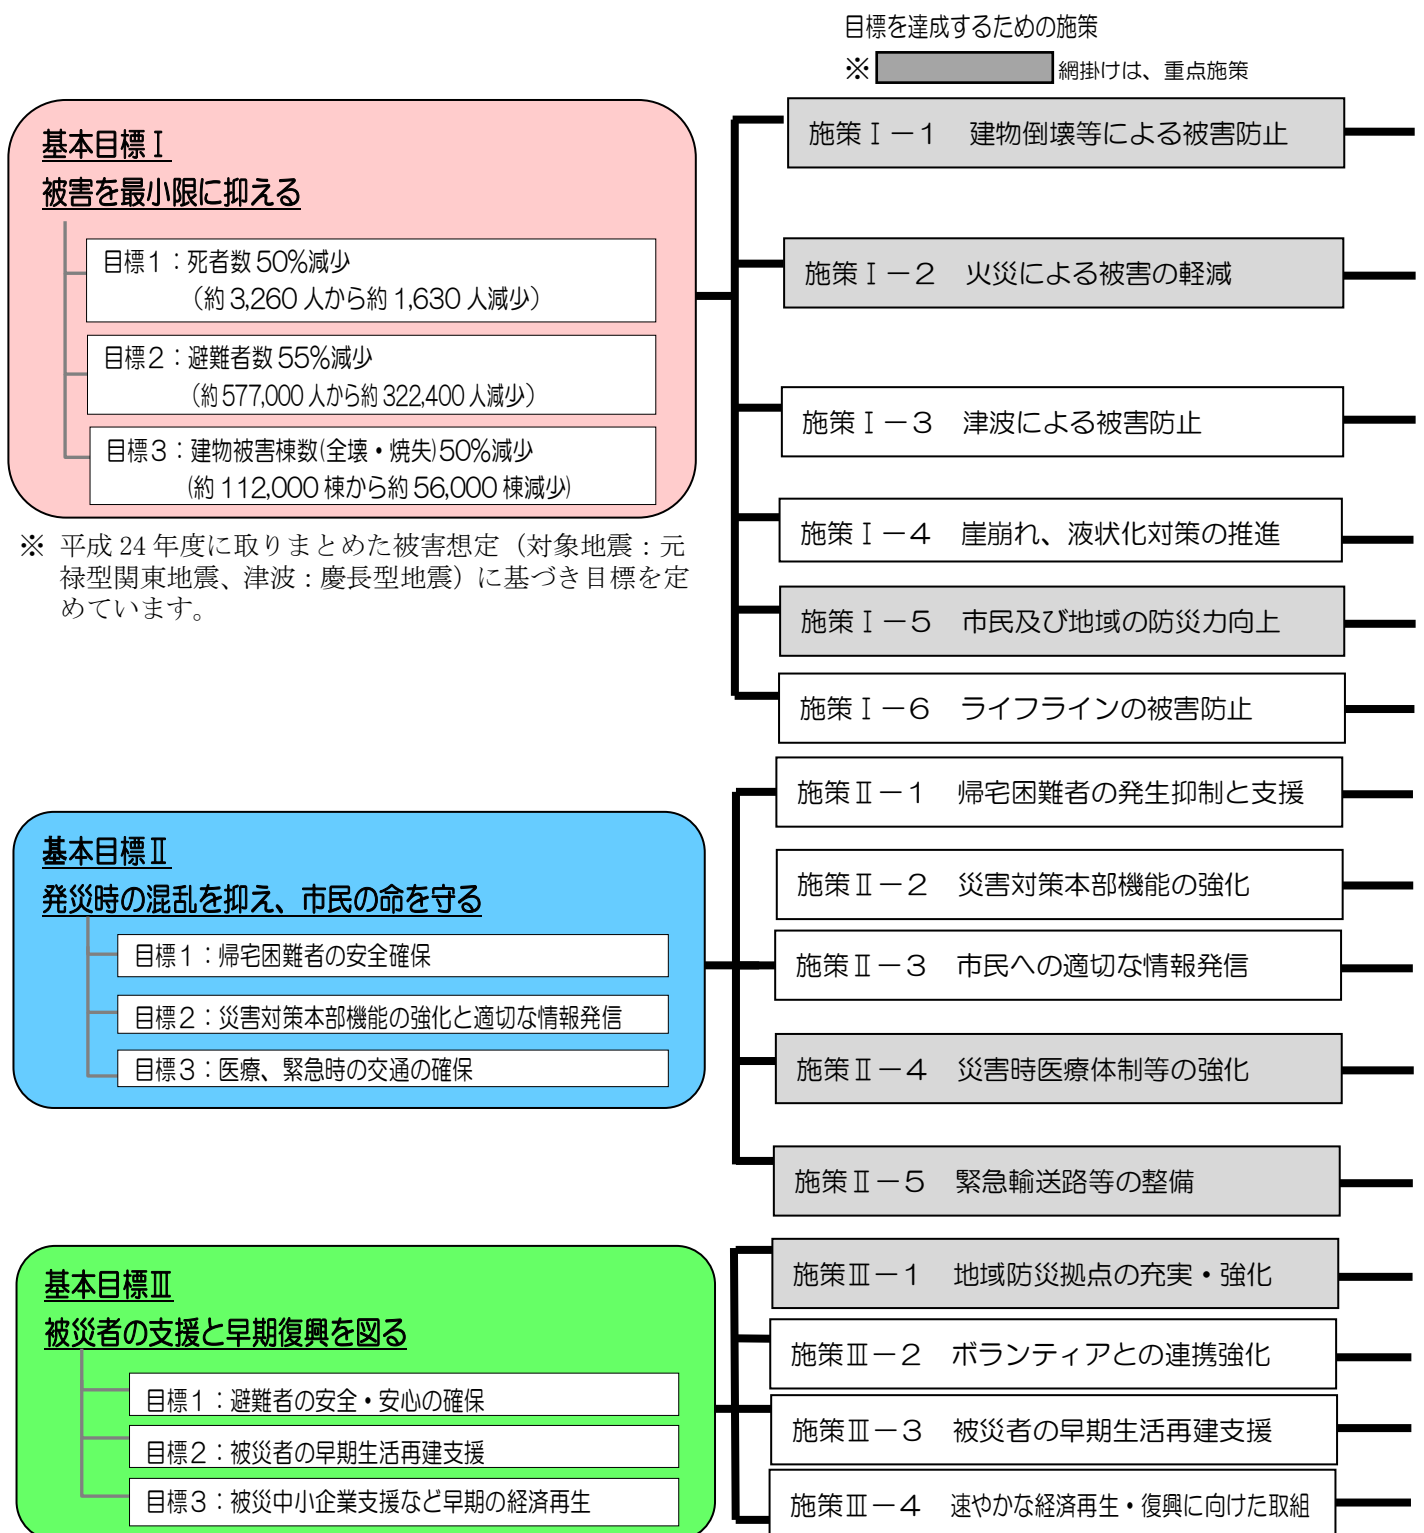 目標を達成するための施策
※ 網掛けは、重点施策
基本目標Ⅰ
被害を最小限に抑える
目標１：死者数50%減少
（約3,260人から約1,630人減少）
目標２：避難者数55%減少
（約577,000人から約322,400人減少）
目標３：建物被害棟数(全壊・焼失)50%減少
(約112,000棟から約56,000棟減少)
※ 平成24年度に取りまとめた被害想定（対象地震：元
禄型関東地震、津波：慶長型地震）に基づき目標を定
めています。
施策Ⅰ－１　建物倒壊等による被害防止
施策Ⅰ－２　火災による被害の軽減
施策Ⅰ－３　津波による被害防止
施策Ⅰ－４　崖崩れ、液状化対策の推進
施策Ⅰ－５　市民及び地域の防災力向上
施策Ⅰ－６　ライフラインの被害防止
基本目標Ⅱ
発災時の混乱を抑え、市民の命を守る
目標１：帰宅困難者の安全確保
目標２：災害対策本部機能の強化と適切な情報発信
目標３：医療、緊急時の交通の確保
施策Ⅱ－１　帰宅困難者の発生抑制と支援
施策Ⅱ－２　災害対策本部機能の強化
施策Ⅱ－３　市民への適切な情報発信
施策Ⅱ－４　災害時医療体制等の強化
施策Ⅱ－５　緊急輸送路等の整備
基本目標Ⅲ
被災者の支援と早期復興を図る
目標１：避難者の安全・安心の確保
目標２：被災者の早期生活再建支援
目標３：被災中小企業支援など早期の経済再生
施策Ⅲ－１　地域防災拠点の充実・強化
施策Ⅲ－２　ボランティアとの連携強化
施策Ⅲ－３　被災者の早期生活再建支援
施策Ⅲ－４　速やかな経済再生・復興に向けた取組